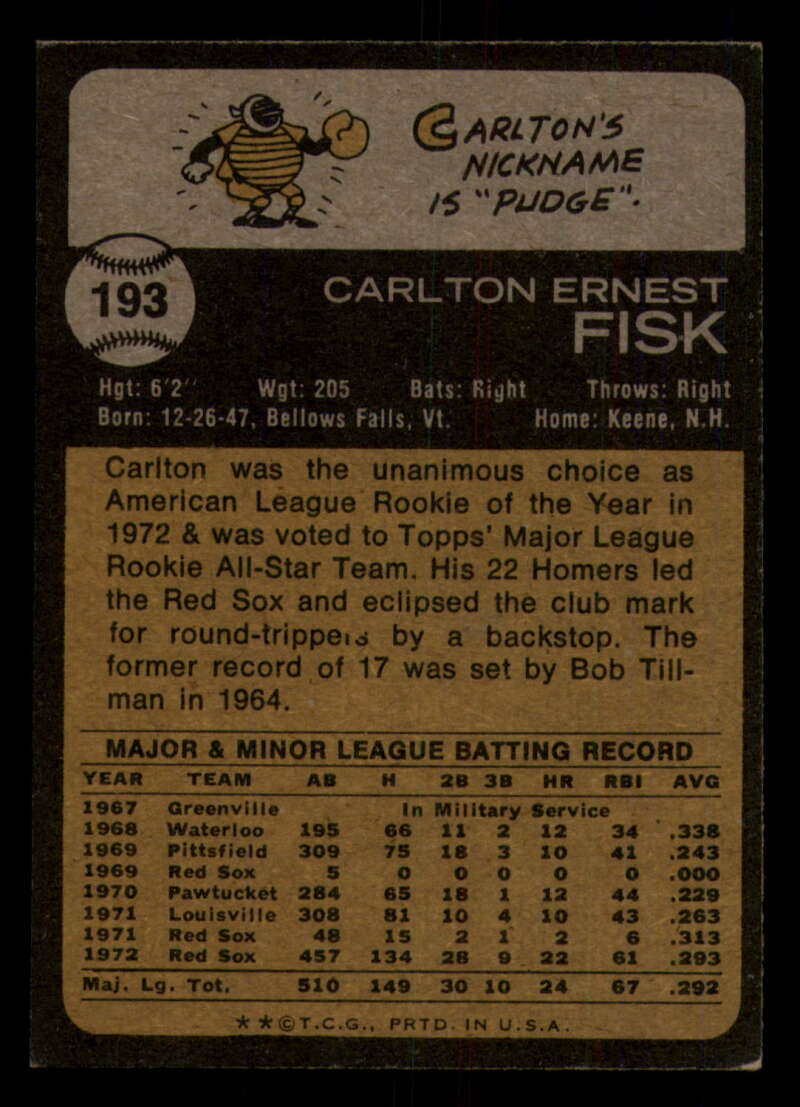 CARLTON'S
NICKNAME
IS "PUDGE".
193
CARLTON ERNEST
FISK
Hgt: 6'2" Wgt: 205 Bats: Right Throws: Right
Born: 12-26-47, Bellows Falls, Vt. Home: Keene, N.H.
Carlton was the unanimous choice as
American League Rookie of the Year in
1972 & was voted to Topps' Major League
Rookie All-Star Team. His 22 Homers led
the Red Sox and eclipsed the club mark
for round-trippers by a backstop. The
former record of 17 was set by Bob Till-
man in 1964.
MAJOR & MINOR LEAGUE BATTING RECORD
YEAR TEAM AB H 2B 3B HR RBI AVG
1967 Greenville In Military Service
1968 Waterloo 195 66 11 2 12 34 .338
1969 Pittsfield 309 75 18 3 10 41 .243
1969 Red Sox 5 0 0 0 0 0 .000
1970 Pawtucket 284 65 18 1 12 44 .229
1971 Louisville 308 81 10 4 10 43 .263
1971 Red Sox 48 15 2 1 2 6 .313
1972 Red Sox 457 134 28 9 22 61 .293
Maj. Lg. Tot. 510 149 30 10 24 67 .292
**©T.C.G., PRTD. IN U.S.A.